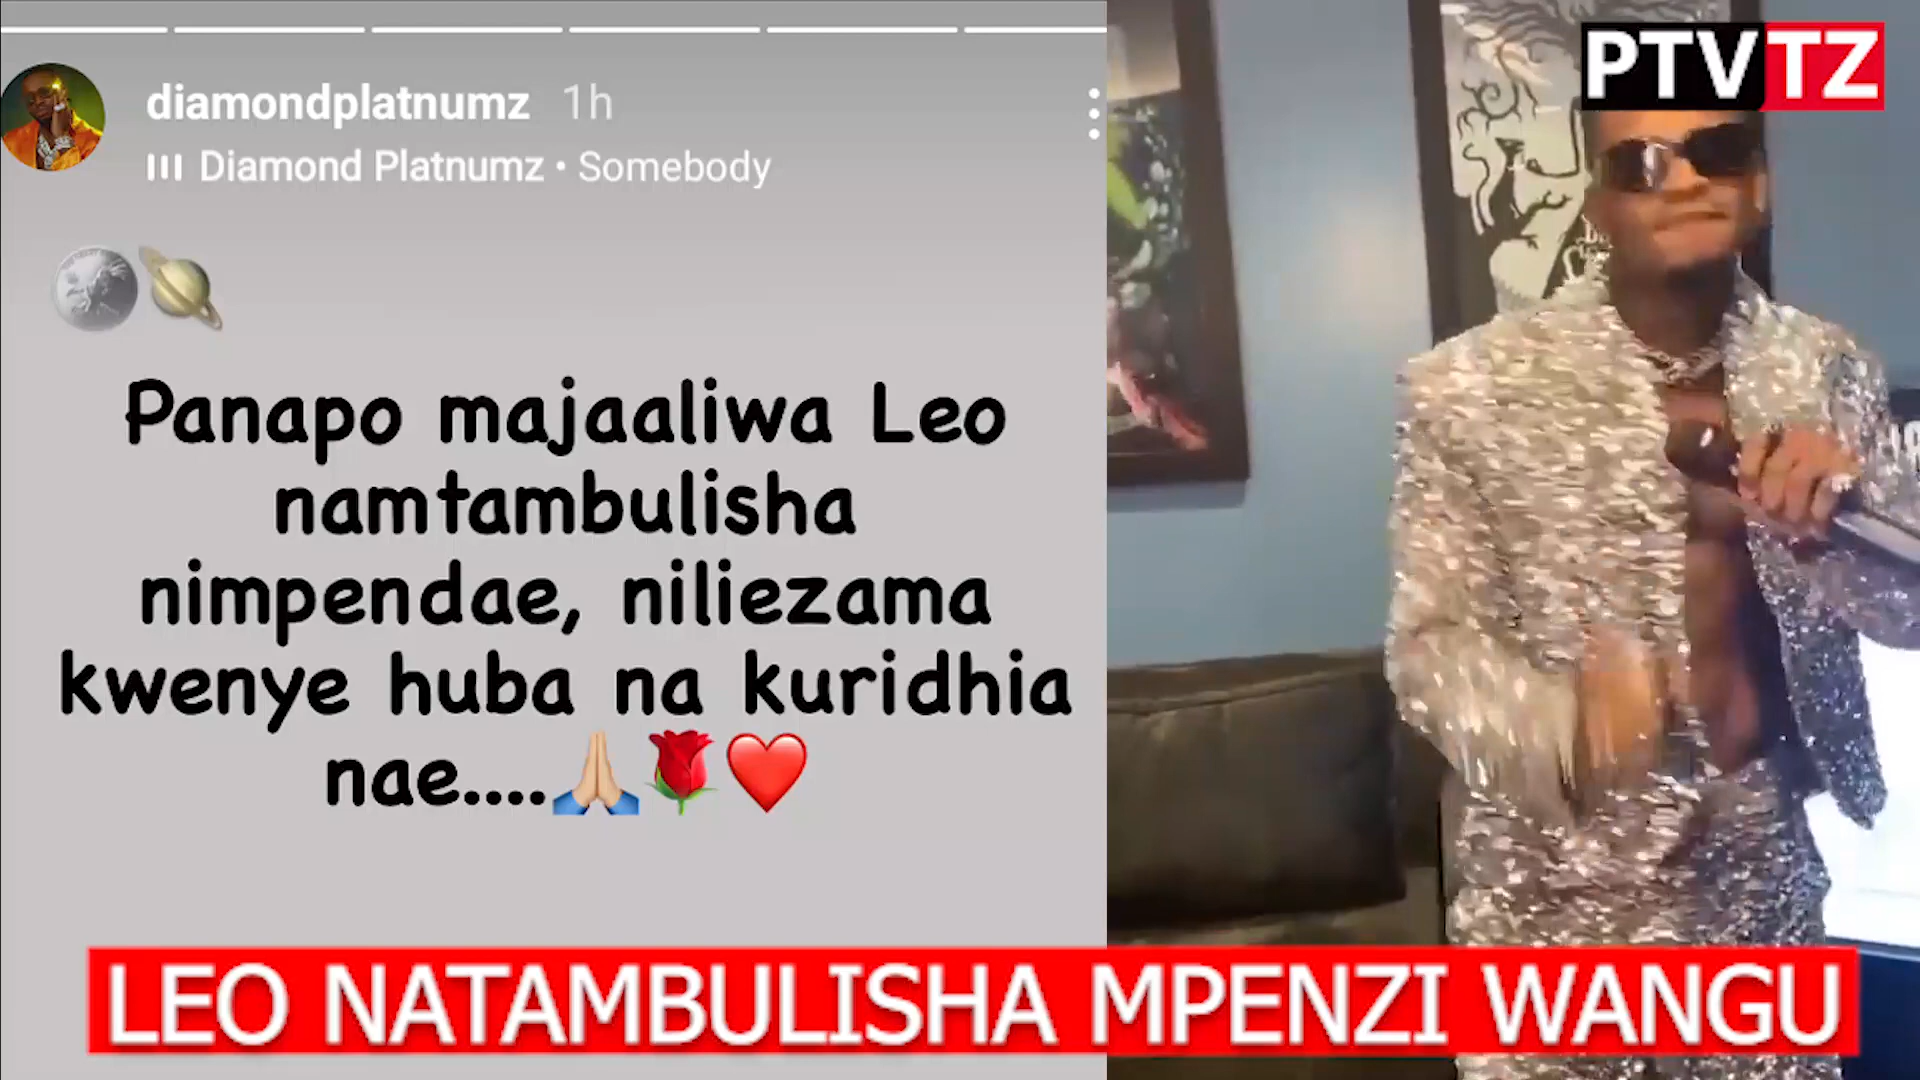 PTVTZ
diamondplatnumz 1h
Diamond Platnumz • Somebody
Panapo majaaliwa Leo
namtambulisha
nimpendae, niliezama
kwenye huba na kuridhia
nae....🙏🏼🌹❤️
LEO NATAMBULISHA MPENZI WANGU